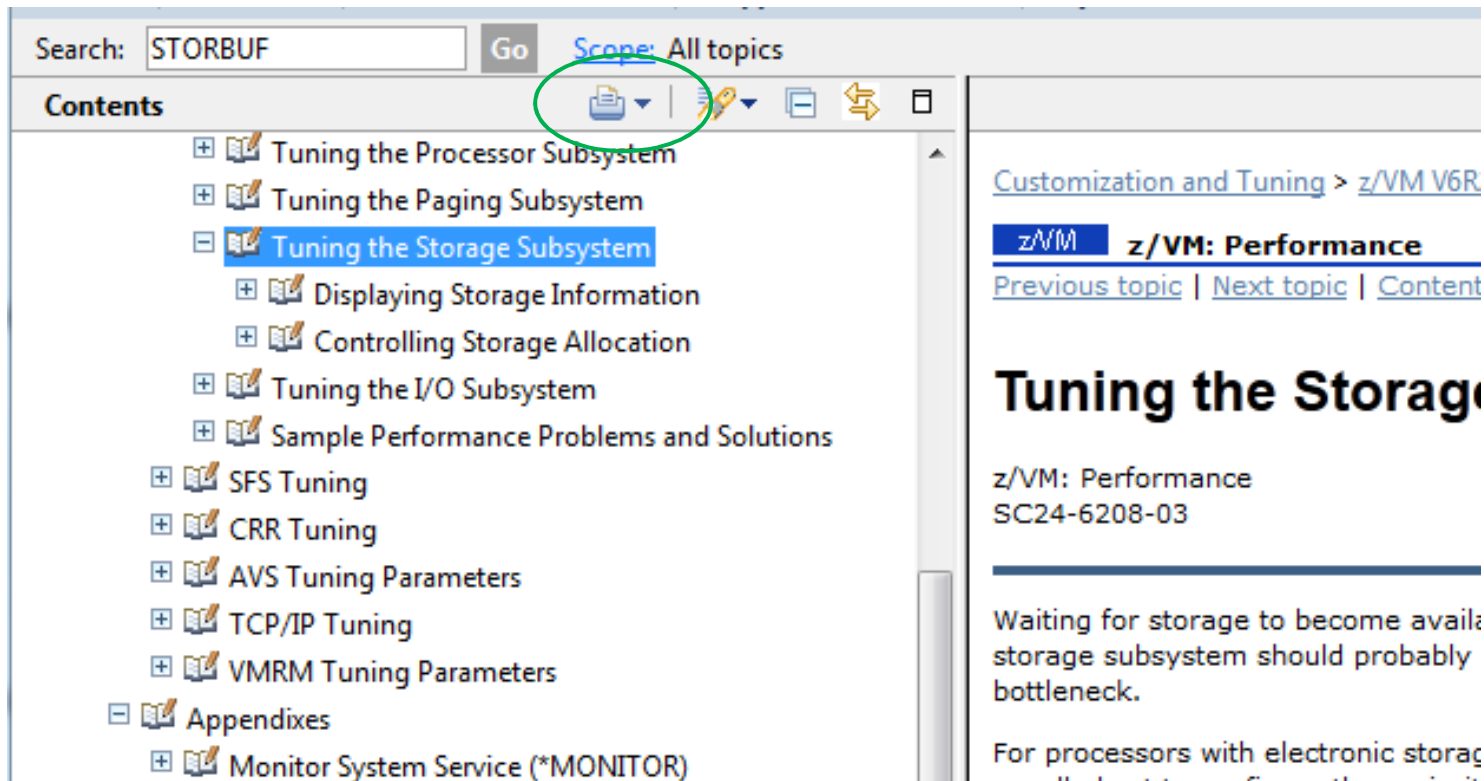 Search: STORBUF Go Scope: All topics
Contents
Tuning the Processor Subsystem
Tuning the Paging Subsystem
Tuning the Storage Subsystem
Displaying Storage Information
Controlling Storage Allocation
Tuning the I/O Subsystem
Sample Performance Problems and Solutions
SFS Tuning
CRR Tuning
AVS Tuning Parameters
TCP/IP Tuning
VMRM Tuning Parameters
Appendixes
Monitor System Service (*MONITOR)
Customization and Tuning > z/VM V6R
z/VM z/VM: Performance
Previous topic | Next topic | Content
Tuning the Storage
z/VM: Performance
SC24-6208-03
Waiting for storage to become avail
storage subsystem should probably
bottleneck.
For processors with electronic storag